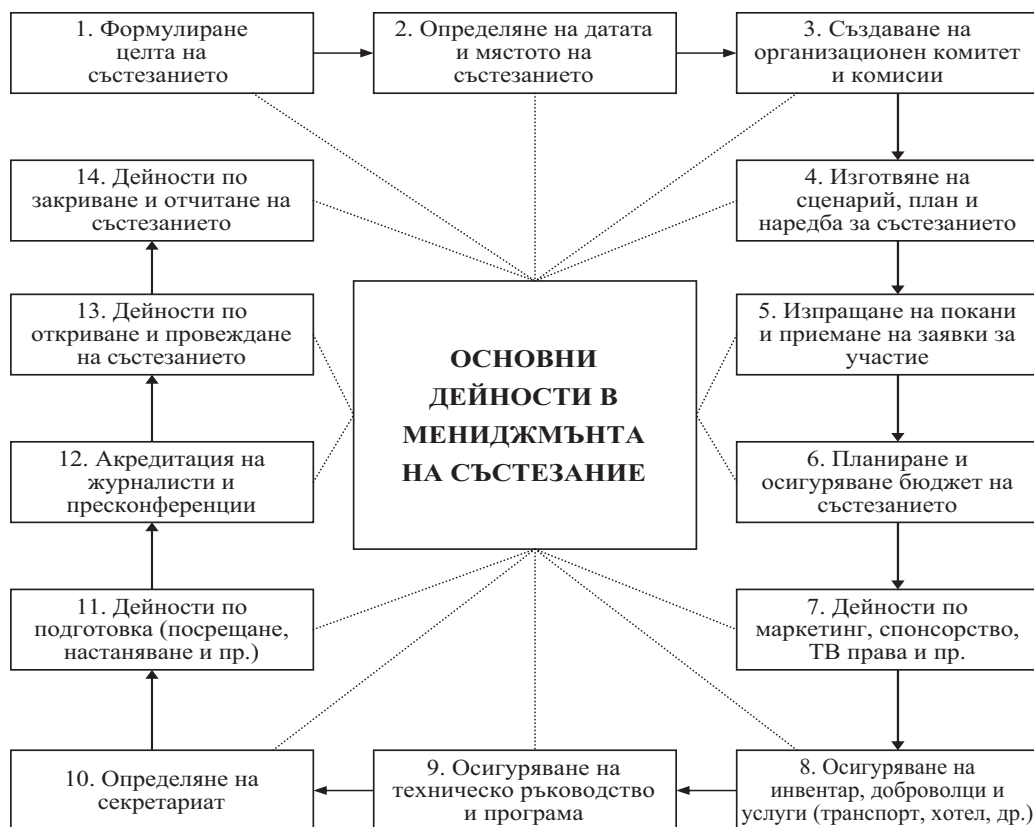 1. Формулиране
целта на
състезанието
2. Определяне на датата
и мястото на
състезанието
3. Създаване на
организационен комитет
и комисии
4. Изготвяне на
сценарий, план и
наредба за състезанието
5. Изпращане на покани
и приемане на заявки за
участие
6. Планиране и
осигуряване бюджет на
състезанието
7. Дейности по
маркетинг, спонсорство,
ТВ права и пр.
8. Осигуряване на
инвентар, доброволци и
услуги (транспорт, хотел, др.)
9. Осигуряване на
техническо ръководство
и програма
10. Определяне на
секретариат
11. Дейности по
подготовка (посрещане,
настаняване и пр.)
12. Акредитация на
журналисти и
пресконференции
13. Дейности по
откриване и провеждане
на състезанието
14. Дейности по
закриване и отчитане на
състезанието
ОСНОВНИ
ДЕЙНОСТИ В
МЕНИДЖМЪНТА
НА СЪСТЕЗАНИЕ